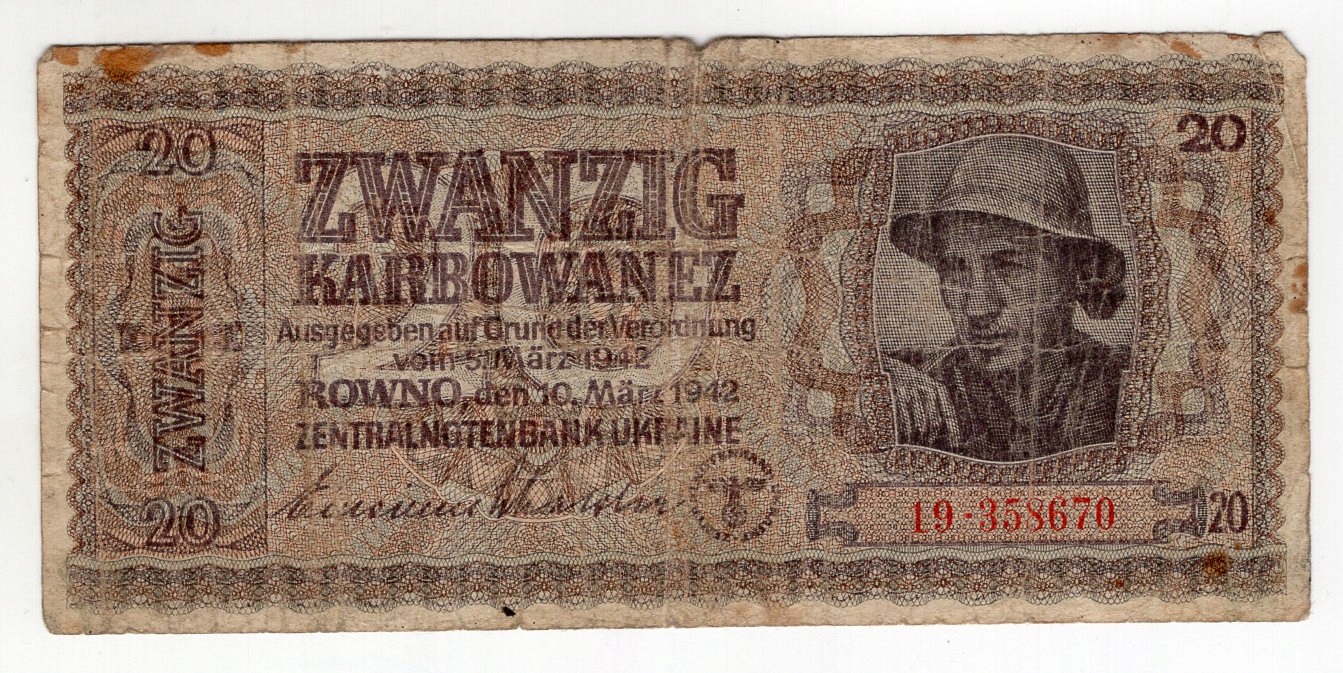 20
20
ZWANZIG
ZWANZIG
KARBOWANEZ
Ausgegeben auf Grund der Verordnung
vom 5. März 1942
ROWNO, den 10. März 1942
ZENTRALNOTENBANK UKRAINE
ZWANZIG
20
19·358670
20